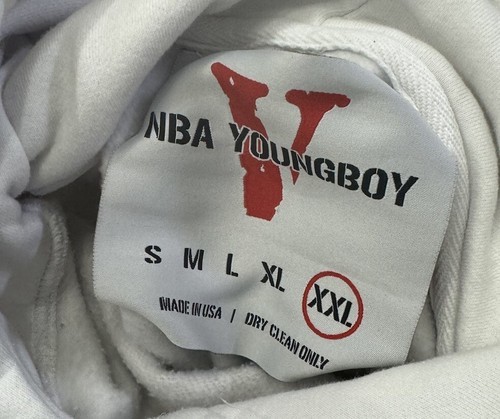 V
NBA YOUNGBOY
S M L XL XXL
MADE IN USA | DRY CLEAN ONLY